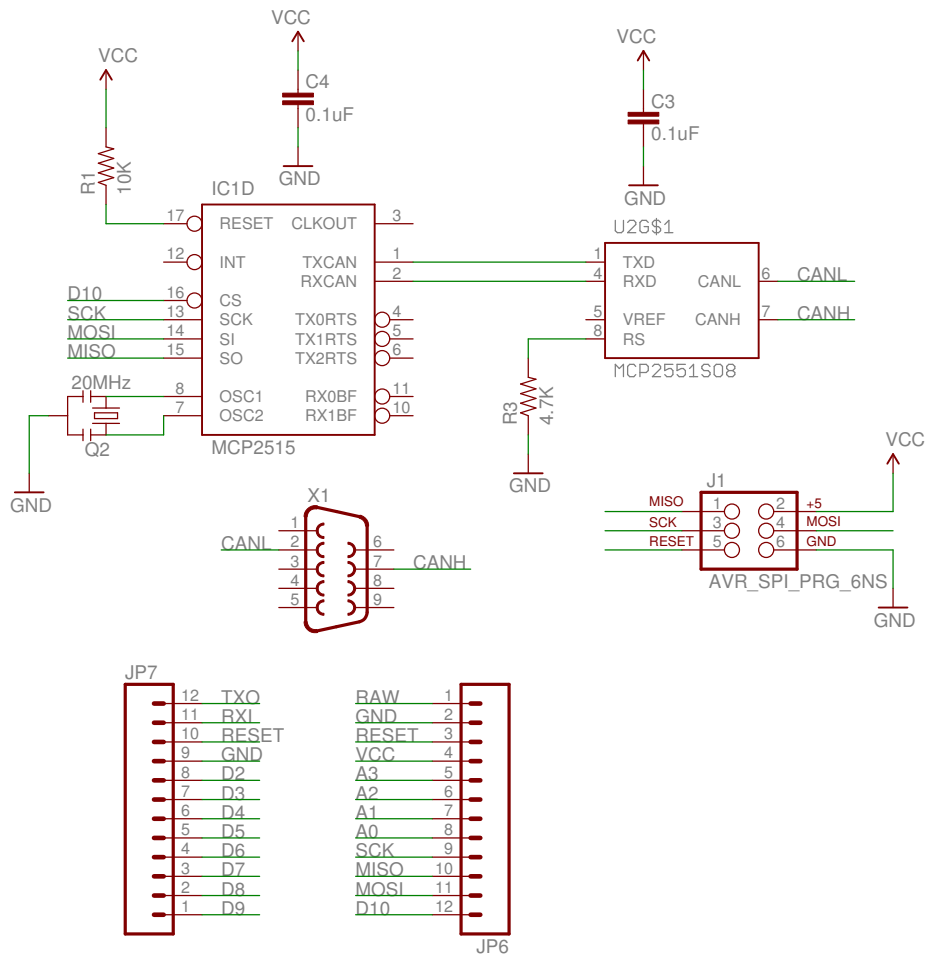 VCC
VCC
VCC
C4
0.1uF
C3
0.1uF
R1
10K
GND
GND
IC1D
17 RESET CLKOUT 3
12 INT TXCAN 1
RXCAN 2
D10 16 CS
SCK 13 SCK TX0RTS 4
MOSI 14 SI TX1RTS 5
MISO 15 SO TX2RTS 6
20MHz 8 OSC1 RX0BF 11
7 OSC2 RX1BF 10
Q2
MCP2515
GND
U2G$1
1 TXD
4 RXD CANL 6 CANL
5 VREF CANH 7 CANH
8 RS
MCP2551SO8
R3
4.7K
GND
VCC
J1
MISO 1 2 +5
SCK 3 4 MOSI
RESET 5 6 GND
AVR_SPI_PRG_6NS
GND
X1
1
CANL 2 6
3 7 CANH
4 8
5 9
JP7
12 TXO
11 RXI
10 RESET
9 GND
8 D2
7 D3
6 D4
5 D5
4 D6
3 D7
2 D8
1 D9
RAW 1
GND 2
RESET 3
VCC 4
A3 5
A2 6
A1 7
A0 8
SCK 9
MISO 10
MOSI 11
D10 12
JP6